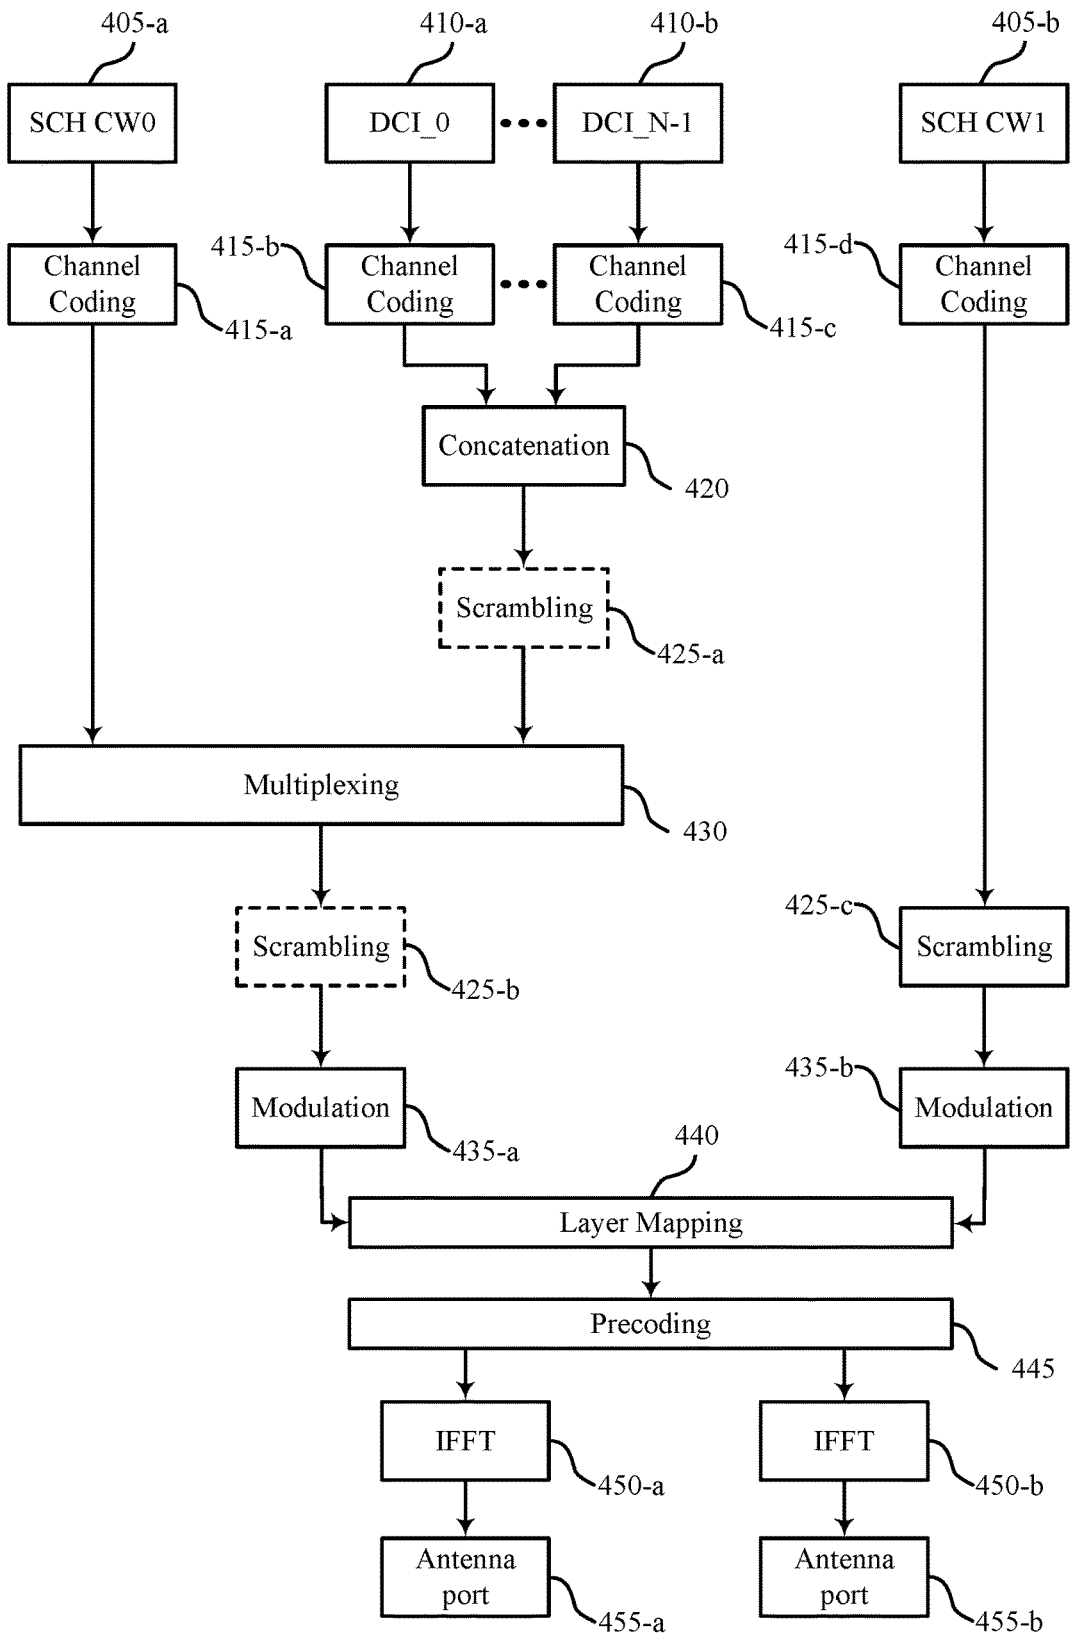 405-a
410-a
410-b
405-b
SCH CW0
DCI_0
DCI_N-1
SCH CW1
415-b
415-d
Channel
Coding
Channel
Coding
Channel
Coding
Channel
Coding
415-a
415-c
Concatenation
420
Scrambling
425-a
Multiplexing
430
425-c
Scrambling
Scrambling
425-b
435-b
Modulation
Modulation
435-a
440
Layer Mapping
Precoding
445
IFFT
IFFT
450-a
450-b
Antenna
port
Antenna
port
455-a
455-b